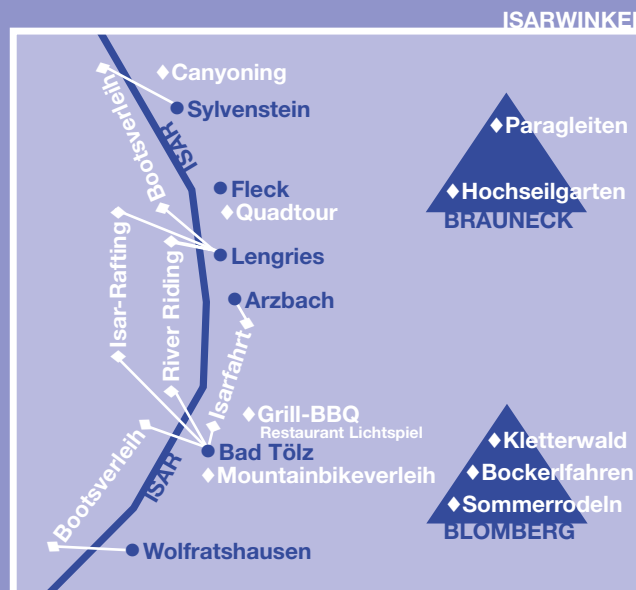 ISARWINKEL
Canyoning
Sylvenstein
Bootsverleih
ISAR
Paragleiten
Hochseilgarten
BRAUNECK
Fleck
Quadtour
Lengries
Isar-Rafting
River Riding
Arzbach
Isarfahrt
Grill-BBQ
Restaurant Lichtspiel
Bad Tölz
Mountainbikeverleih
Bootsverleih
ISAR
Wolfratshausen
Kletterwald
Bockerlfahren
Sommerrodeln
BLOMBERG